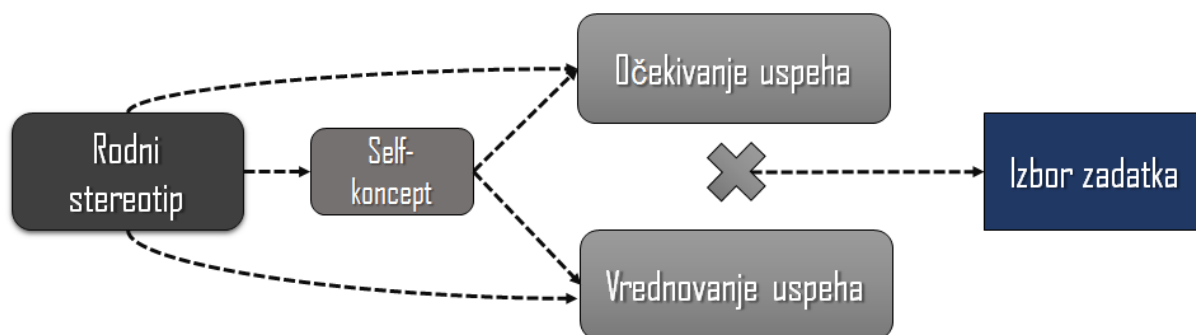 Očekivanje uspeha
Rodni
stereotip
Self-
koncept
Izbor zadatka
Vrednovanje uspeha